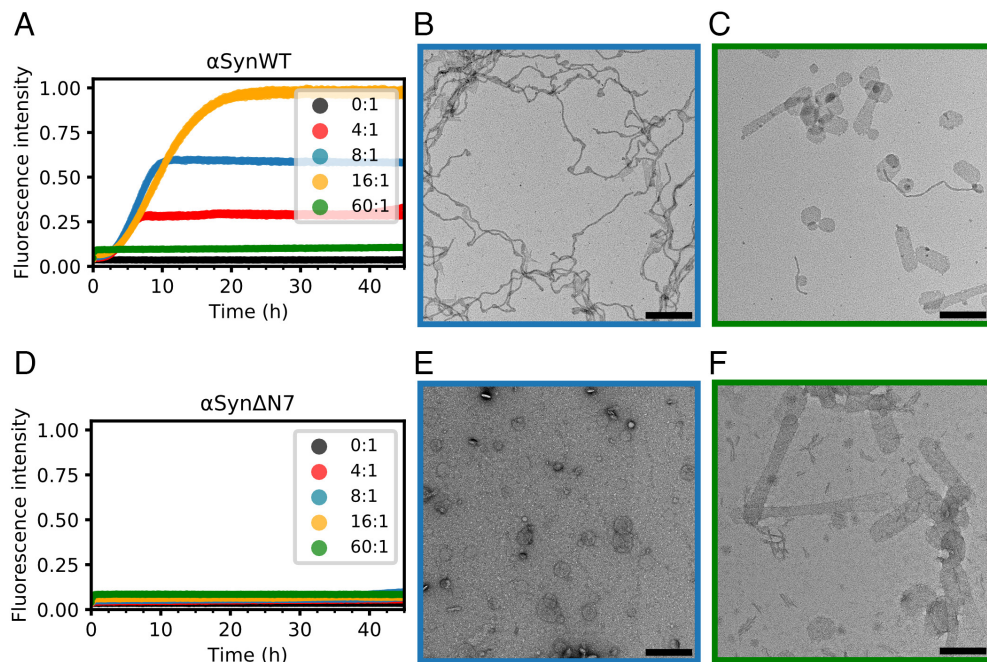 A
αSynWT
Fluorescence intensity
1.00
0.75
0.50
0.25
0.00
0 10 20 30 40
Time (h)
0:1
4:1
8:1
16:1
60:1
B
C
D
αSynΔN7
Fluorescence intensity
1.00
0.75
0.50
0.25
0.00
0 10 20 30 40
Time (h)
0:1
4:1
8:1
16:1
60:1
E
F